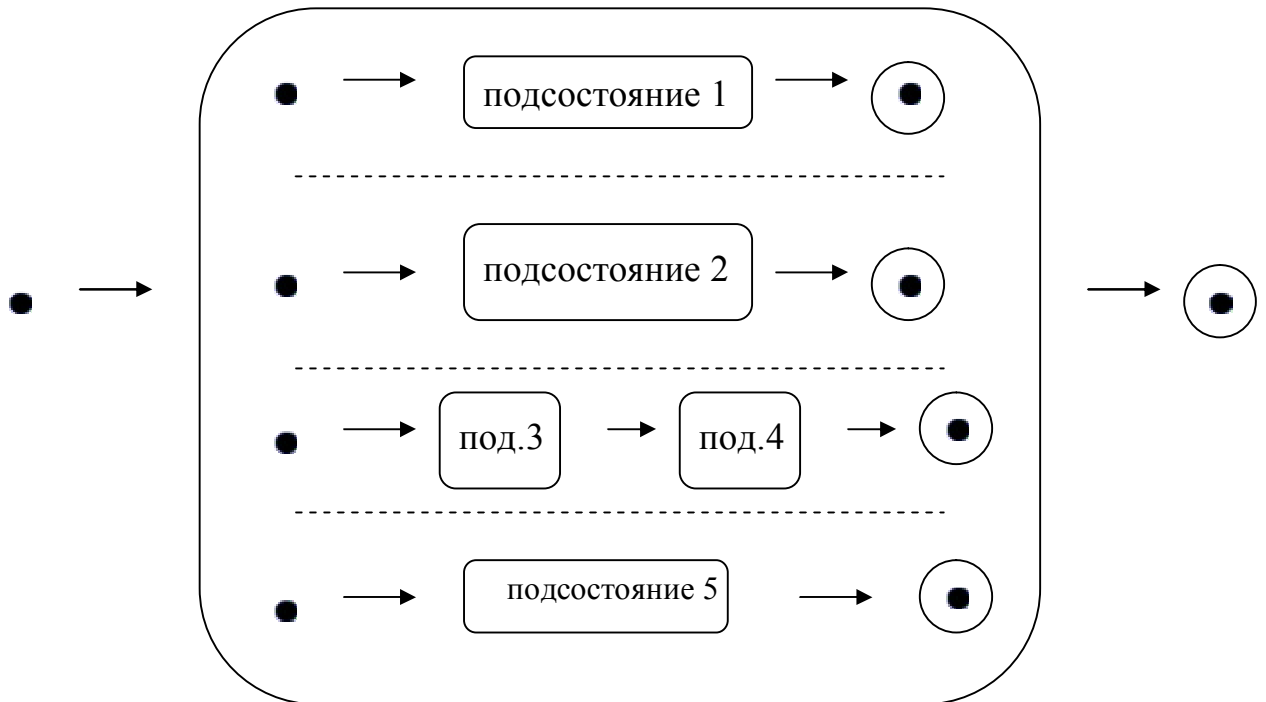 подсостояние 1
подсостояние 2
под.3
под.4
подсостояние 5